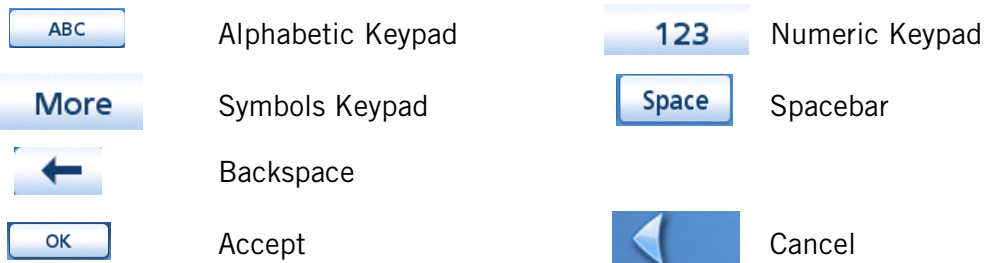 ABC Alphabetic Keypad 123 Numeric Keypad
More Symbols Keypad Space Spacebar
Backspace
OK Accept Cancel